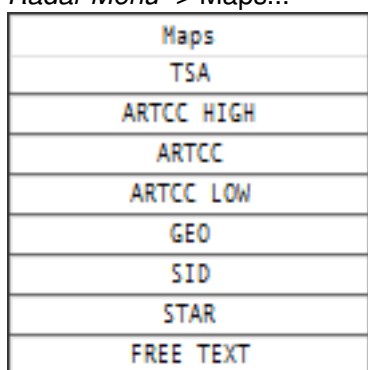 Radar Menu -> Maps...
Maps
TSA
ARTCC HIGH
ARTCC
ARTCC LOW
GEO
SID
STAR
FREE TEXT